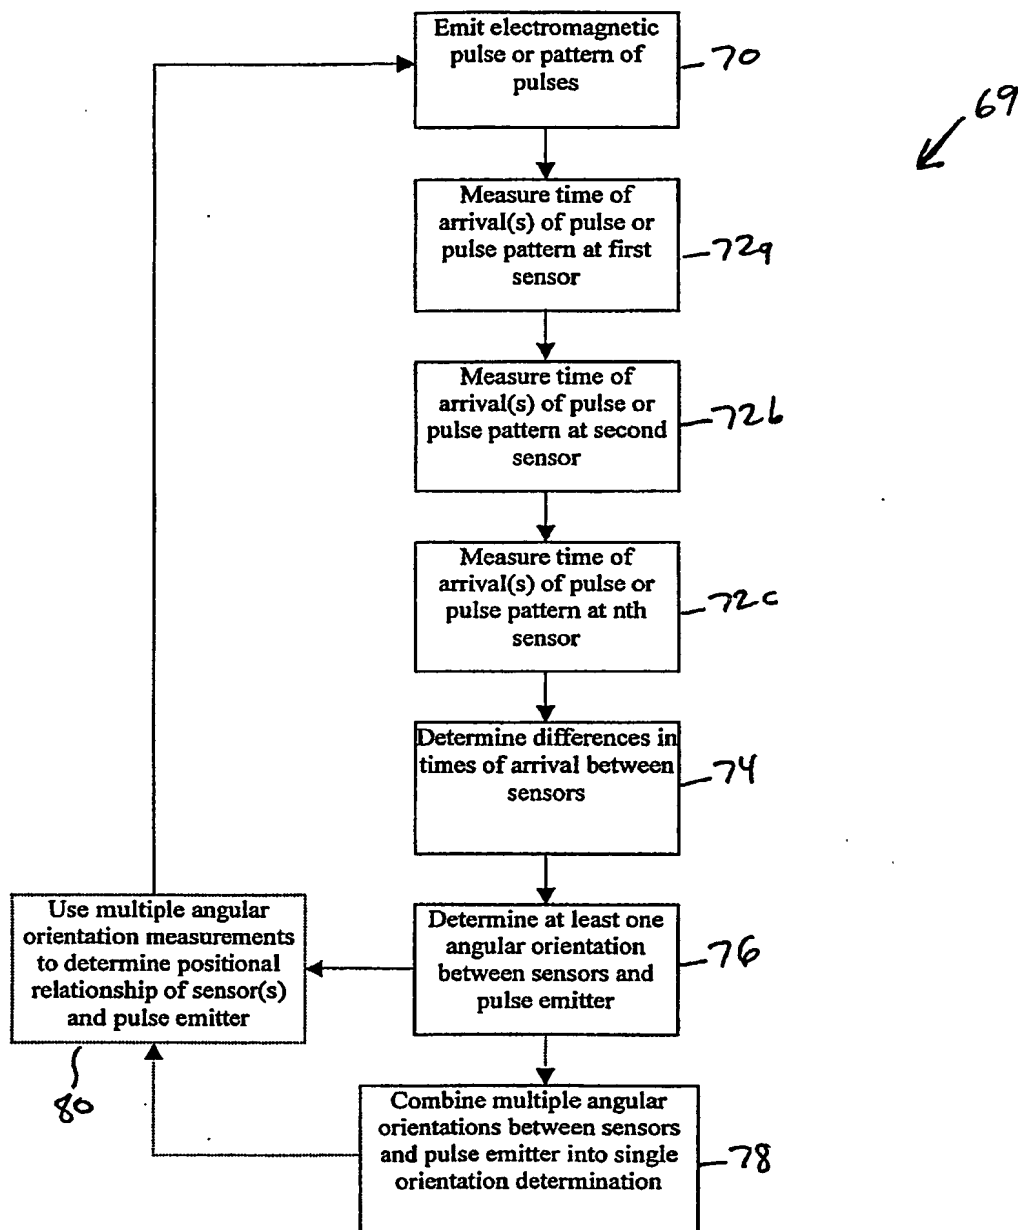 Emit electromagnetic
pulse or pattern of
pulses
70
69
Measure time of
arrival(s) of pulse or
pulse pattern at first
sensor
72a
Measure time of
arrival(s) of pulse or
pulse pattern at second
sensor
72b
Measure time of
arrival(s) of pulse or
pulse pattern at nth
sensor
72c
Determine differences in
times of arrival between
sensors
74
Use multiple angular
orientation measurements
to determine positional
relationship of sensor(s)
and pulse emitter
80
Determine at least one
angular orientation
between sensors and
pulse emitter
76
Combine multiple angular
orientations between sensors
and pulse emitter into single
orientation determination
78